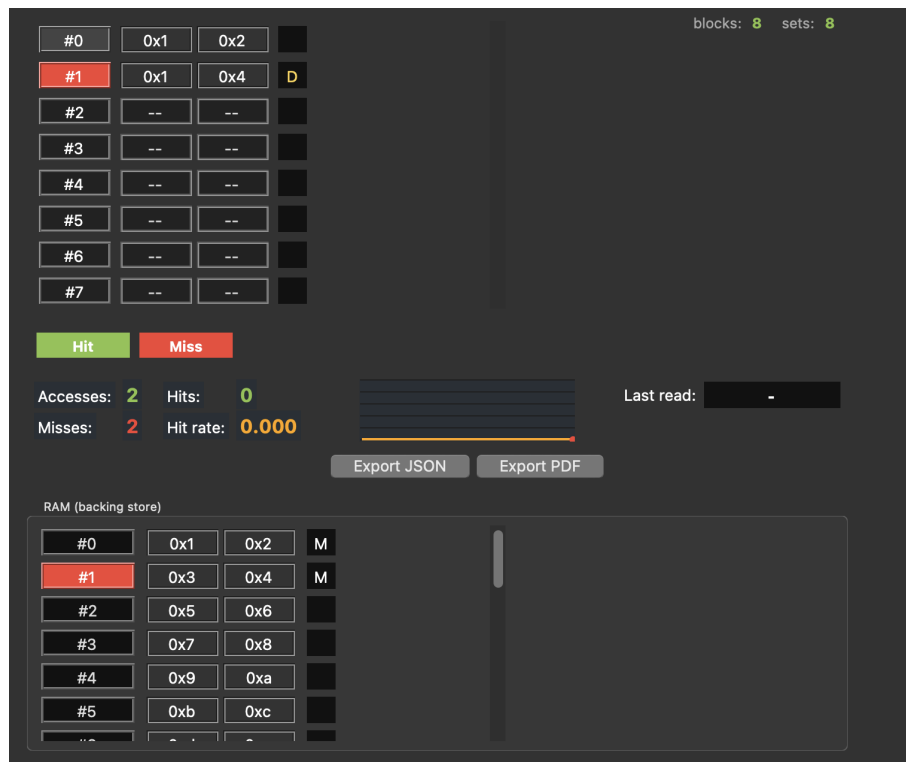 blocks: 8 sets: 8
#0 0x1 0x2
#1 0x1 0x4 D
#2 -- --
#3 -- --
#4 -- --
#5 -- --
#6 -- --
#7 -- --
Hit Miss
Accesses: 2 Hits: 0
Misses: 2 Hit rate: 0.000
Last read: -
Export JSON Export PDF
RAM (backing store)
#0 0x1 0x2 M
#1 0x3 0x4 M
#2 0x5 0x6
#3 0x7 0x8
#4 0x9 0xa
#5 0xb 0xc